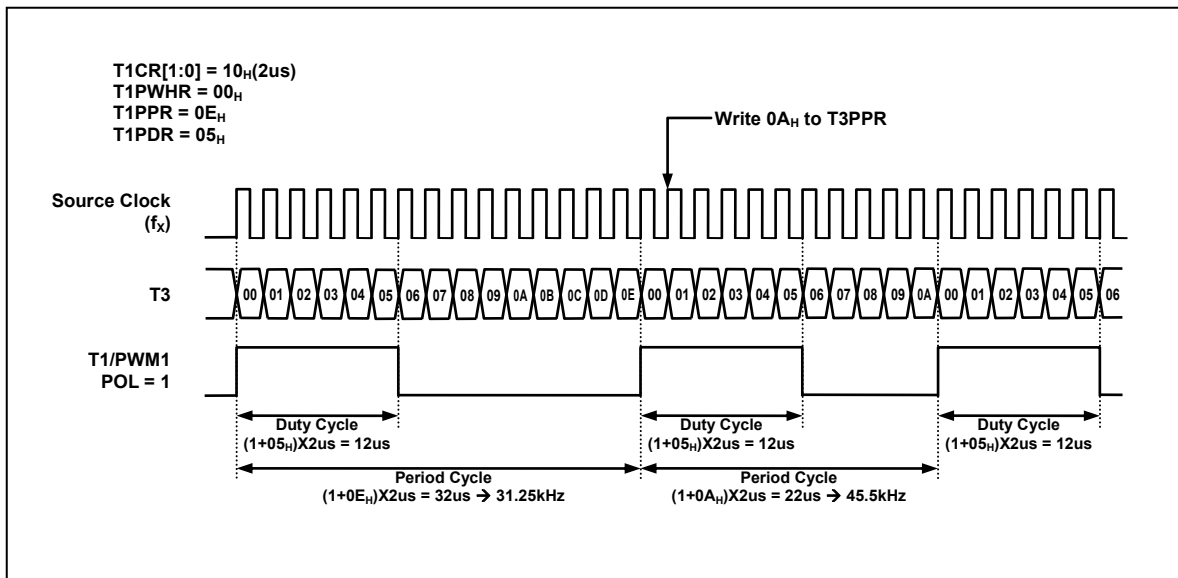 T1CR[1:0] = 10H(2us)
T1PWHR = 00H
T1PPR = 0EH
T1PDR = 05H
Write 0AH to T3PPR
Source Clock
(fX)
T3
00 01 02 03 04 05 06 07 08 09 0A 0B 0C 0D 0E 00 01 02 03 04 05 06 07 08 09 0A 00 01 02 03 04 05 06
T1/PWM1
POL = 1
Duty Cycle
(1+05H)X2us = 12us
Duty Cycle
(1+05H)X2us = 12us
Duty Cycle
(1+05H)X2us = 12us
Period Cycle
(1+0EH)X2us = 32us → 31.25kHz
Period Cycle
(1+0AH)X2us = 22us → 45.5kHz